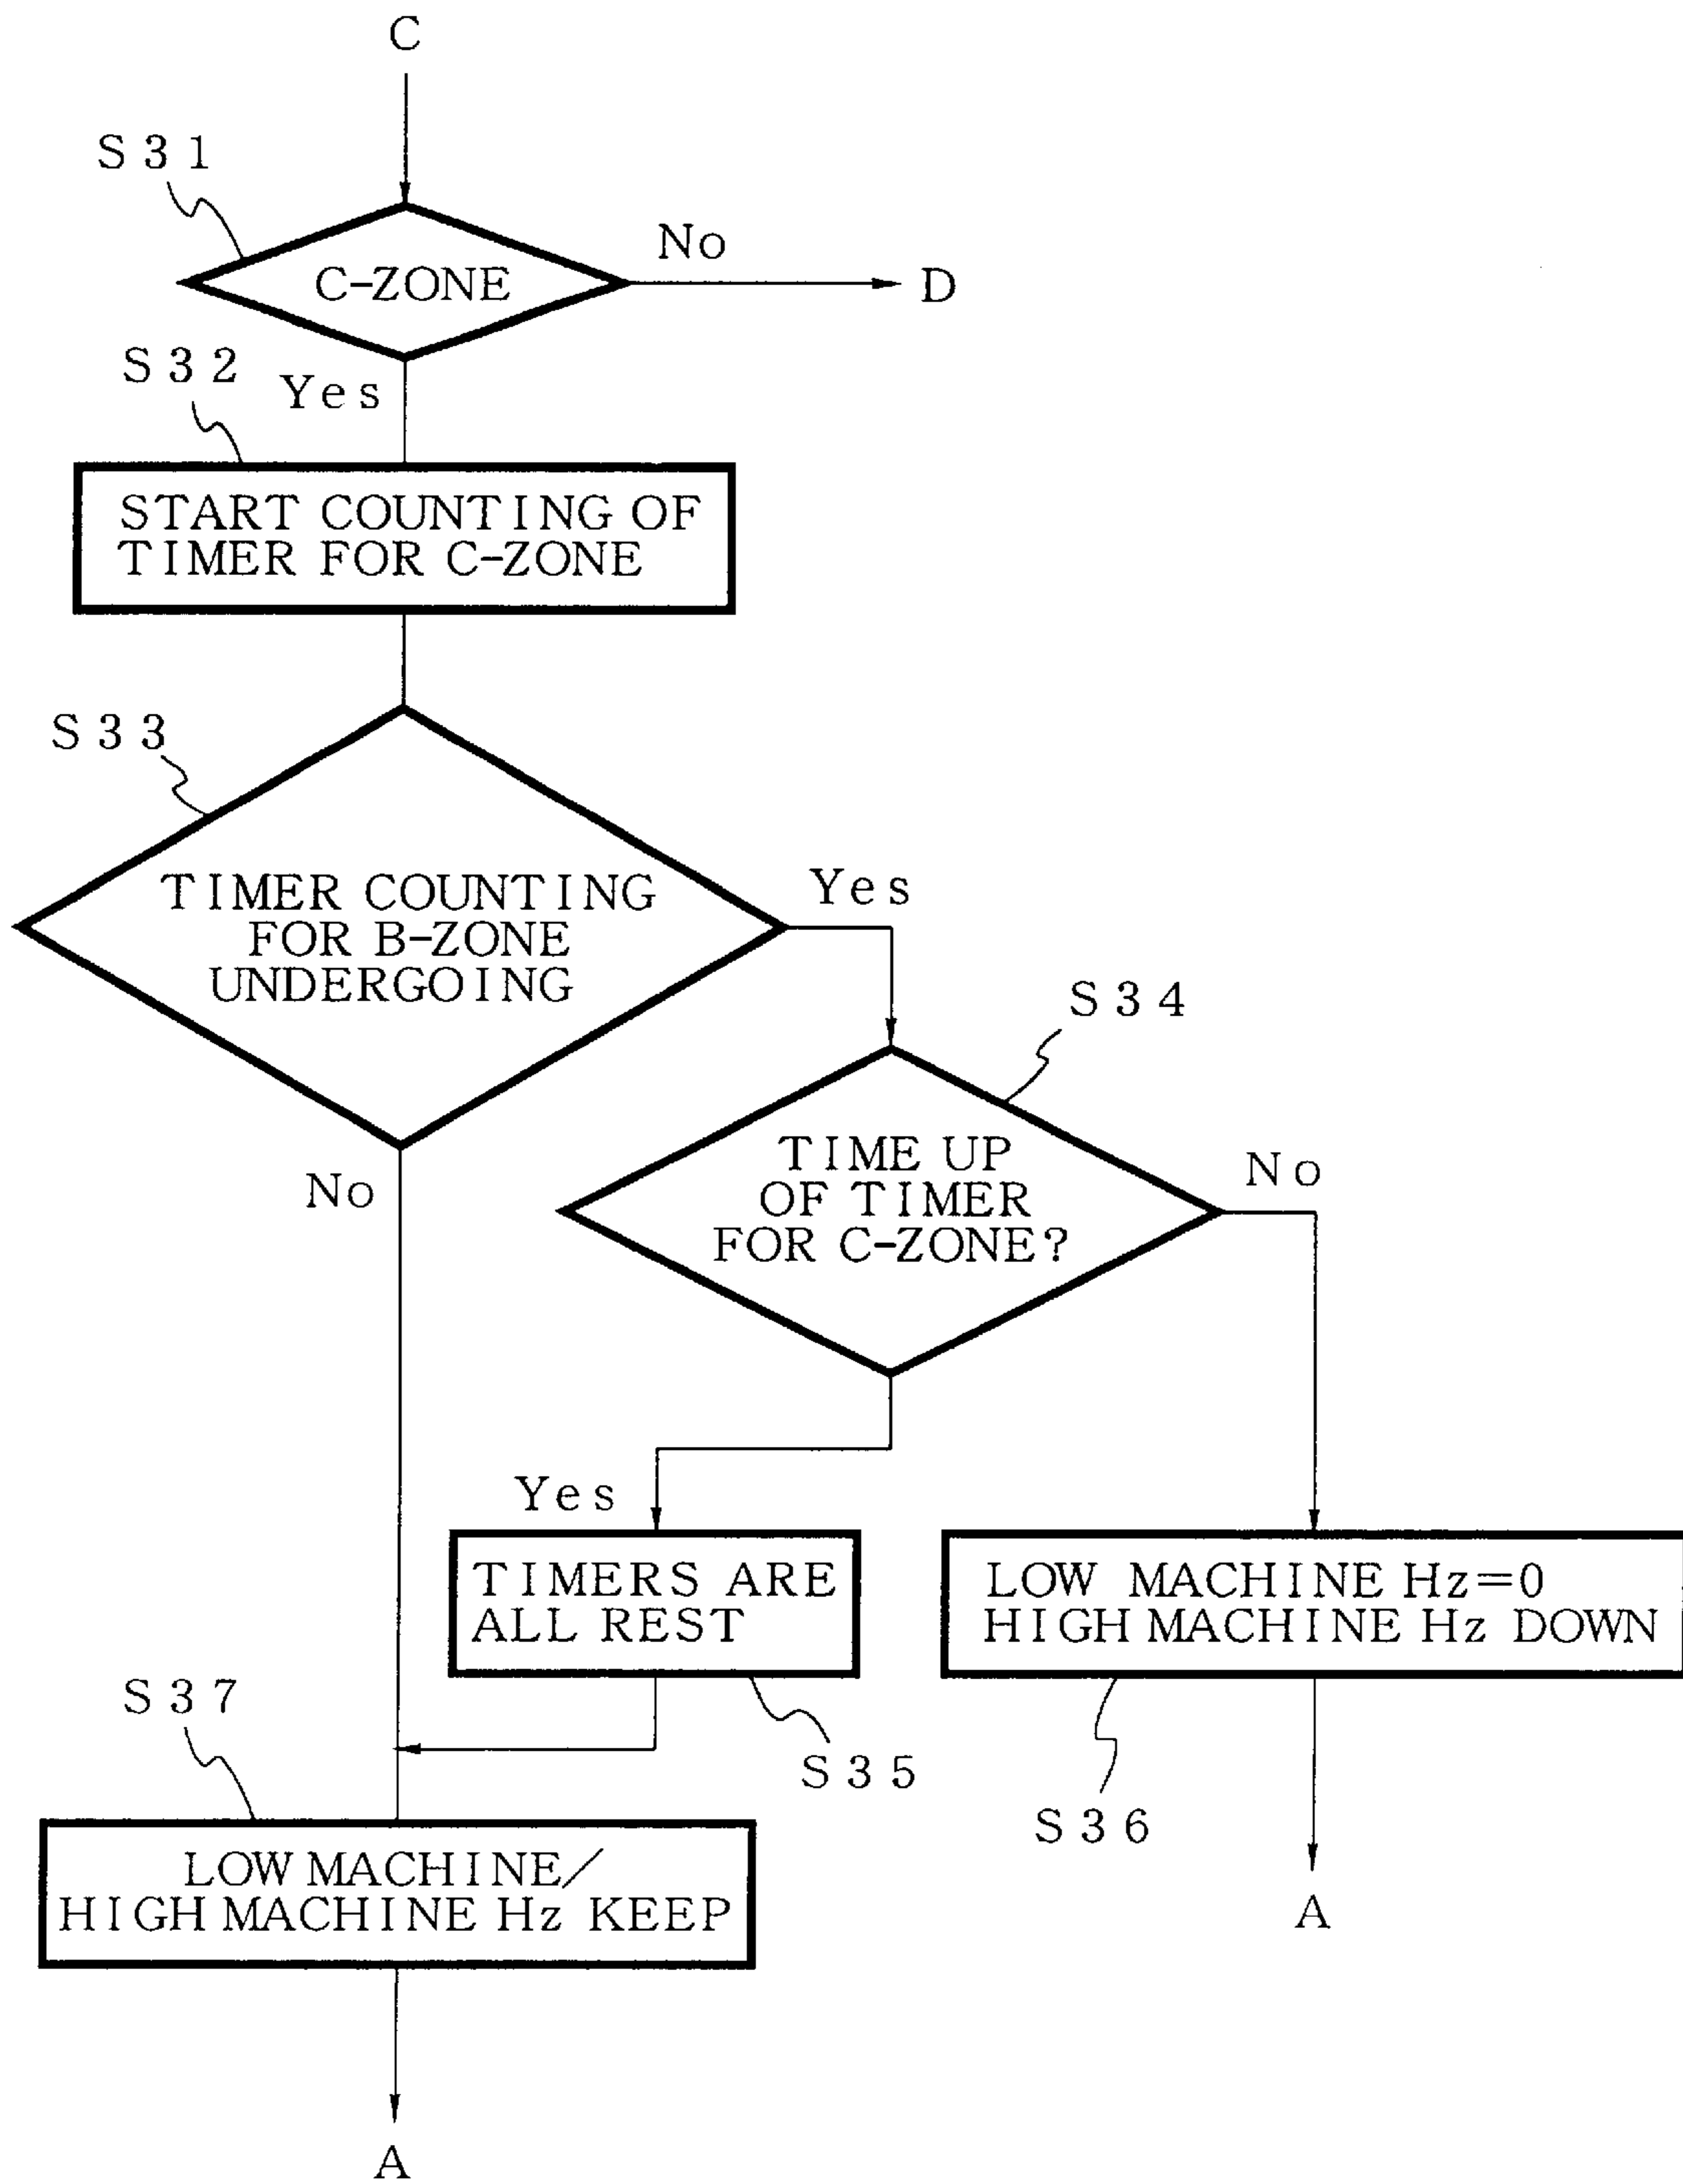 C
S31
C-ZONE
No
D
S32
Yes
START COUNTING OF
TIMER FOR C-ZONE
S33
TIMER COUNTING
FOR B-ZONE
UNDERGOING
Yes
No
S34
TIME UP
OF TIMER
FOR C-ZONE?
No
Yes
TIMERS ARE
ALL REST
S35
LOW MACHINE Hz=0
HIGH MACHINE Hz DOWN
S36
A
S37
LOW MACHINE/
HIGH MACHINE Hz KEEP
A